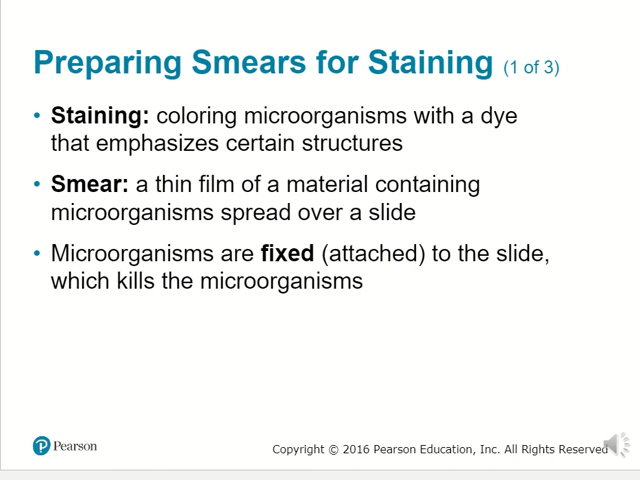 Preparing Smears for Staining (1 of 3)
• Staining: coloring microorganisms with a dye
that emphasizes certain structures
• Smear: a thin film of a material containing
microorganisms spread over a slide
• Microorganisms are fixed (attached) to the slide,
which kills the microorganisms
P Pearson
Copyright © 2016 Pearson Education, Inc. All Rights Reserved